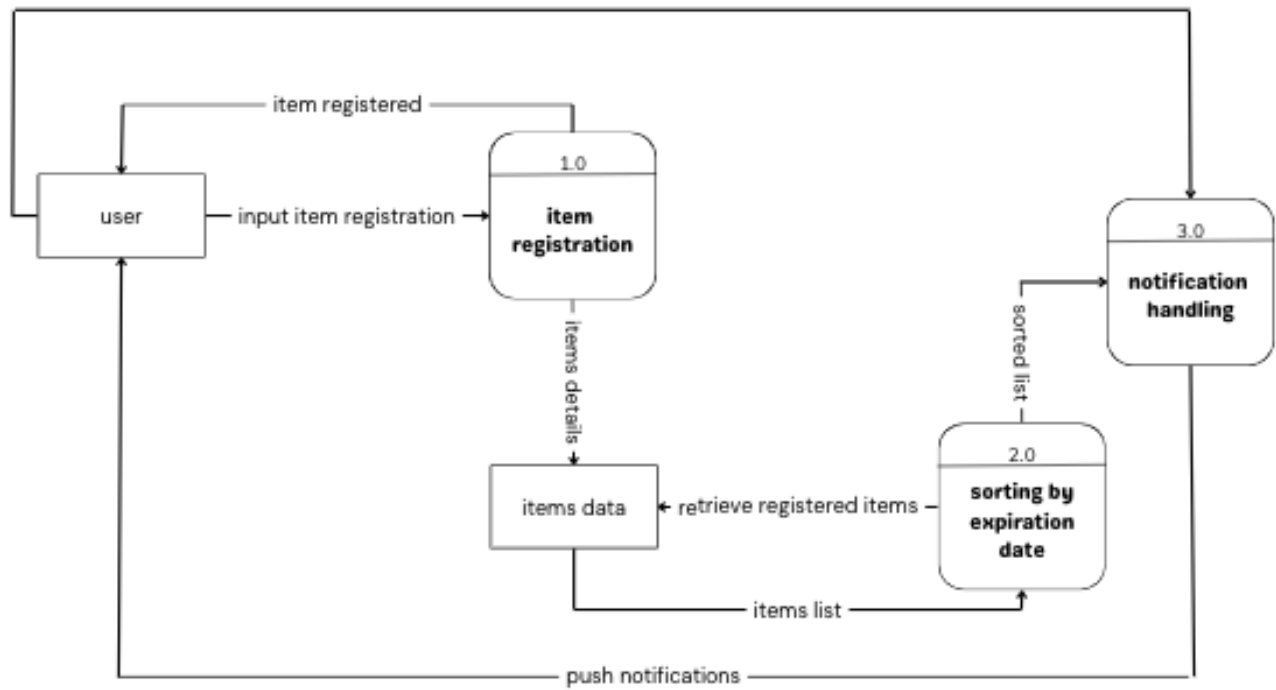 item registered
1.0
user
input item registration
item
registration
3.0
notification
handling
items details
sorted list
2.0
items data
retrieve registered items
sorting by
expiration
date
items list
push notifications